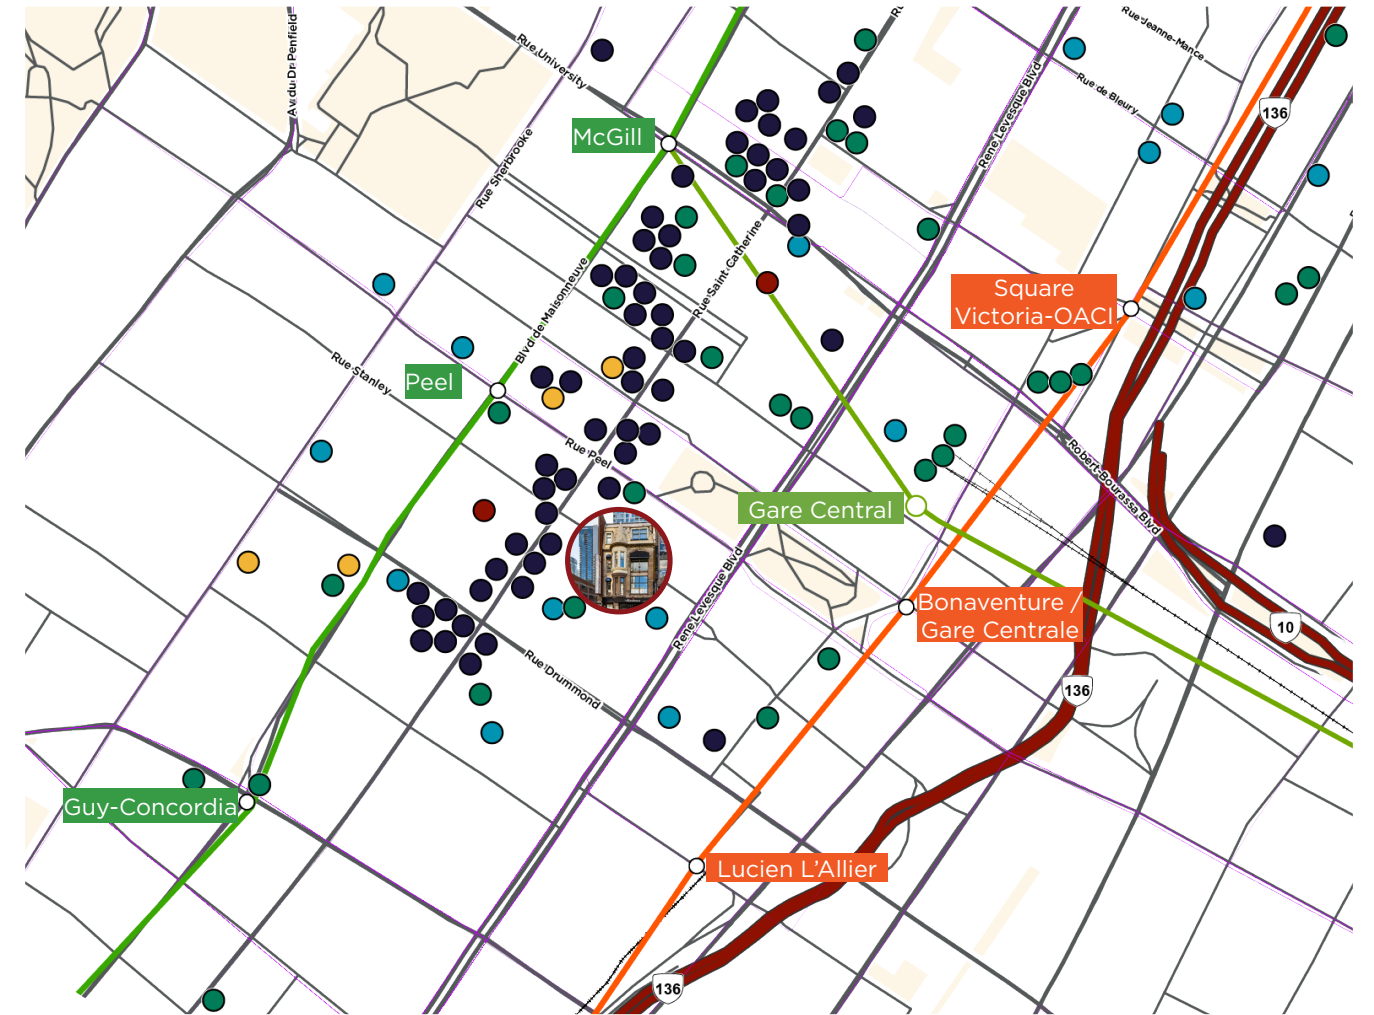 Ru
Rue Jeanne-Mance
Rue University
Av du Dr Penfield
Rue de Bleury
Rene Levesque Blvd
136
McGill
Rue Sherbrooke
Rue Saint Catherine
Blvd de Maisonneuve
Square
Victoria-OACI
Rue Stanley
Peel
Rue Peel
Robert-Bourassa Blvd
Gare Central
Rene Levesque Blvd
Bonaventure /
Gare Centrale
10
Rue Drummond
136
Guy-Concordia
Lucien L’Allier
136